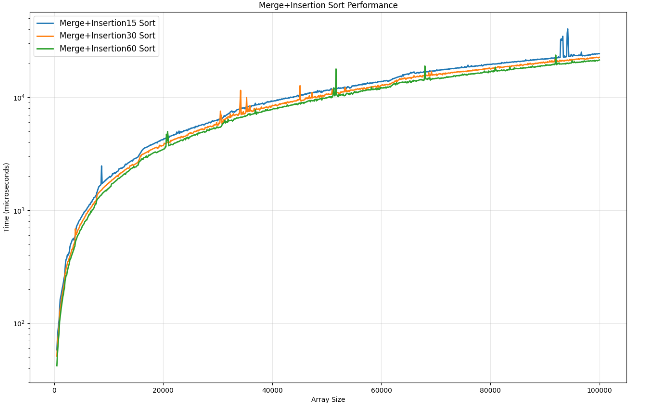 Merge+Insertion Sort Performance
Merge+Insertion15 Sort
Merge+Insertion30 Sort
Merge+Insertion60 Sort
Time (microseconds)
10⁴
10³
10²
0 20000 40000 60000 80000 100000
Array Size